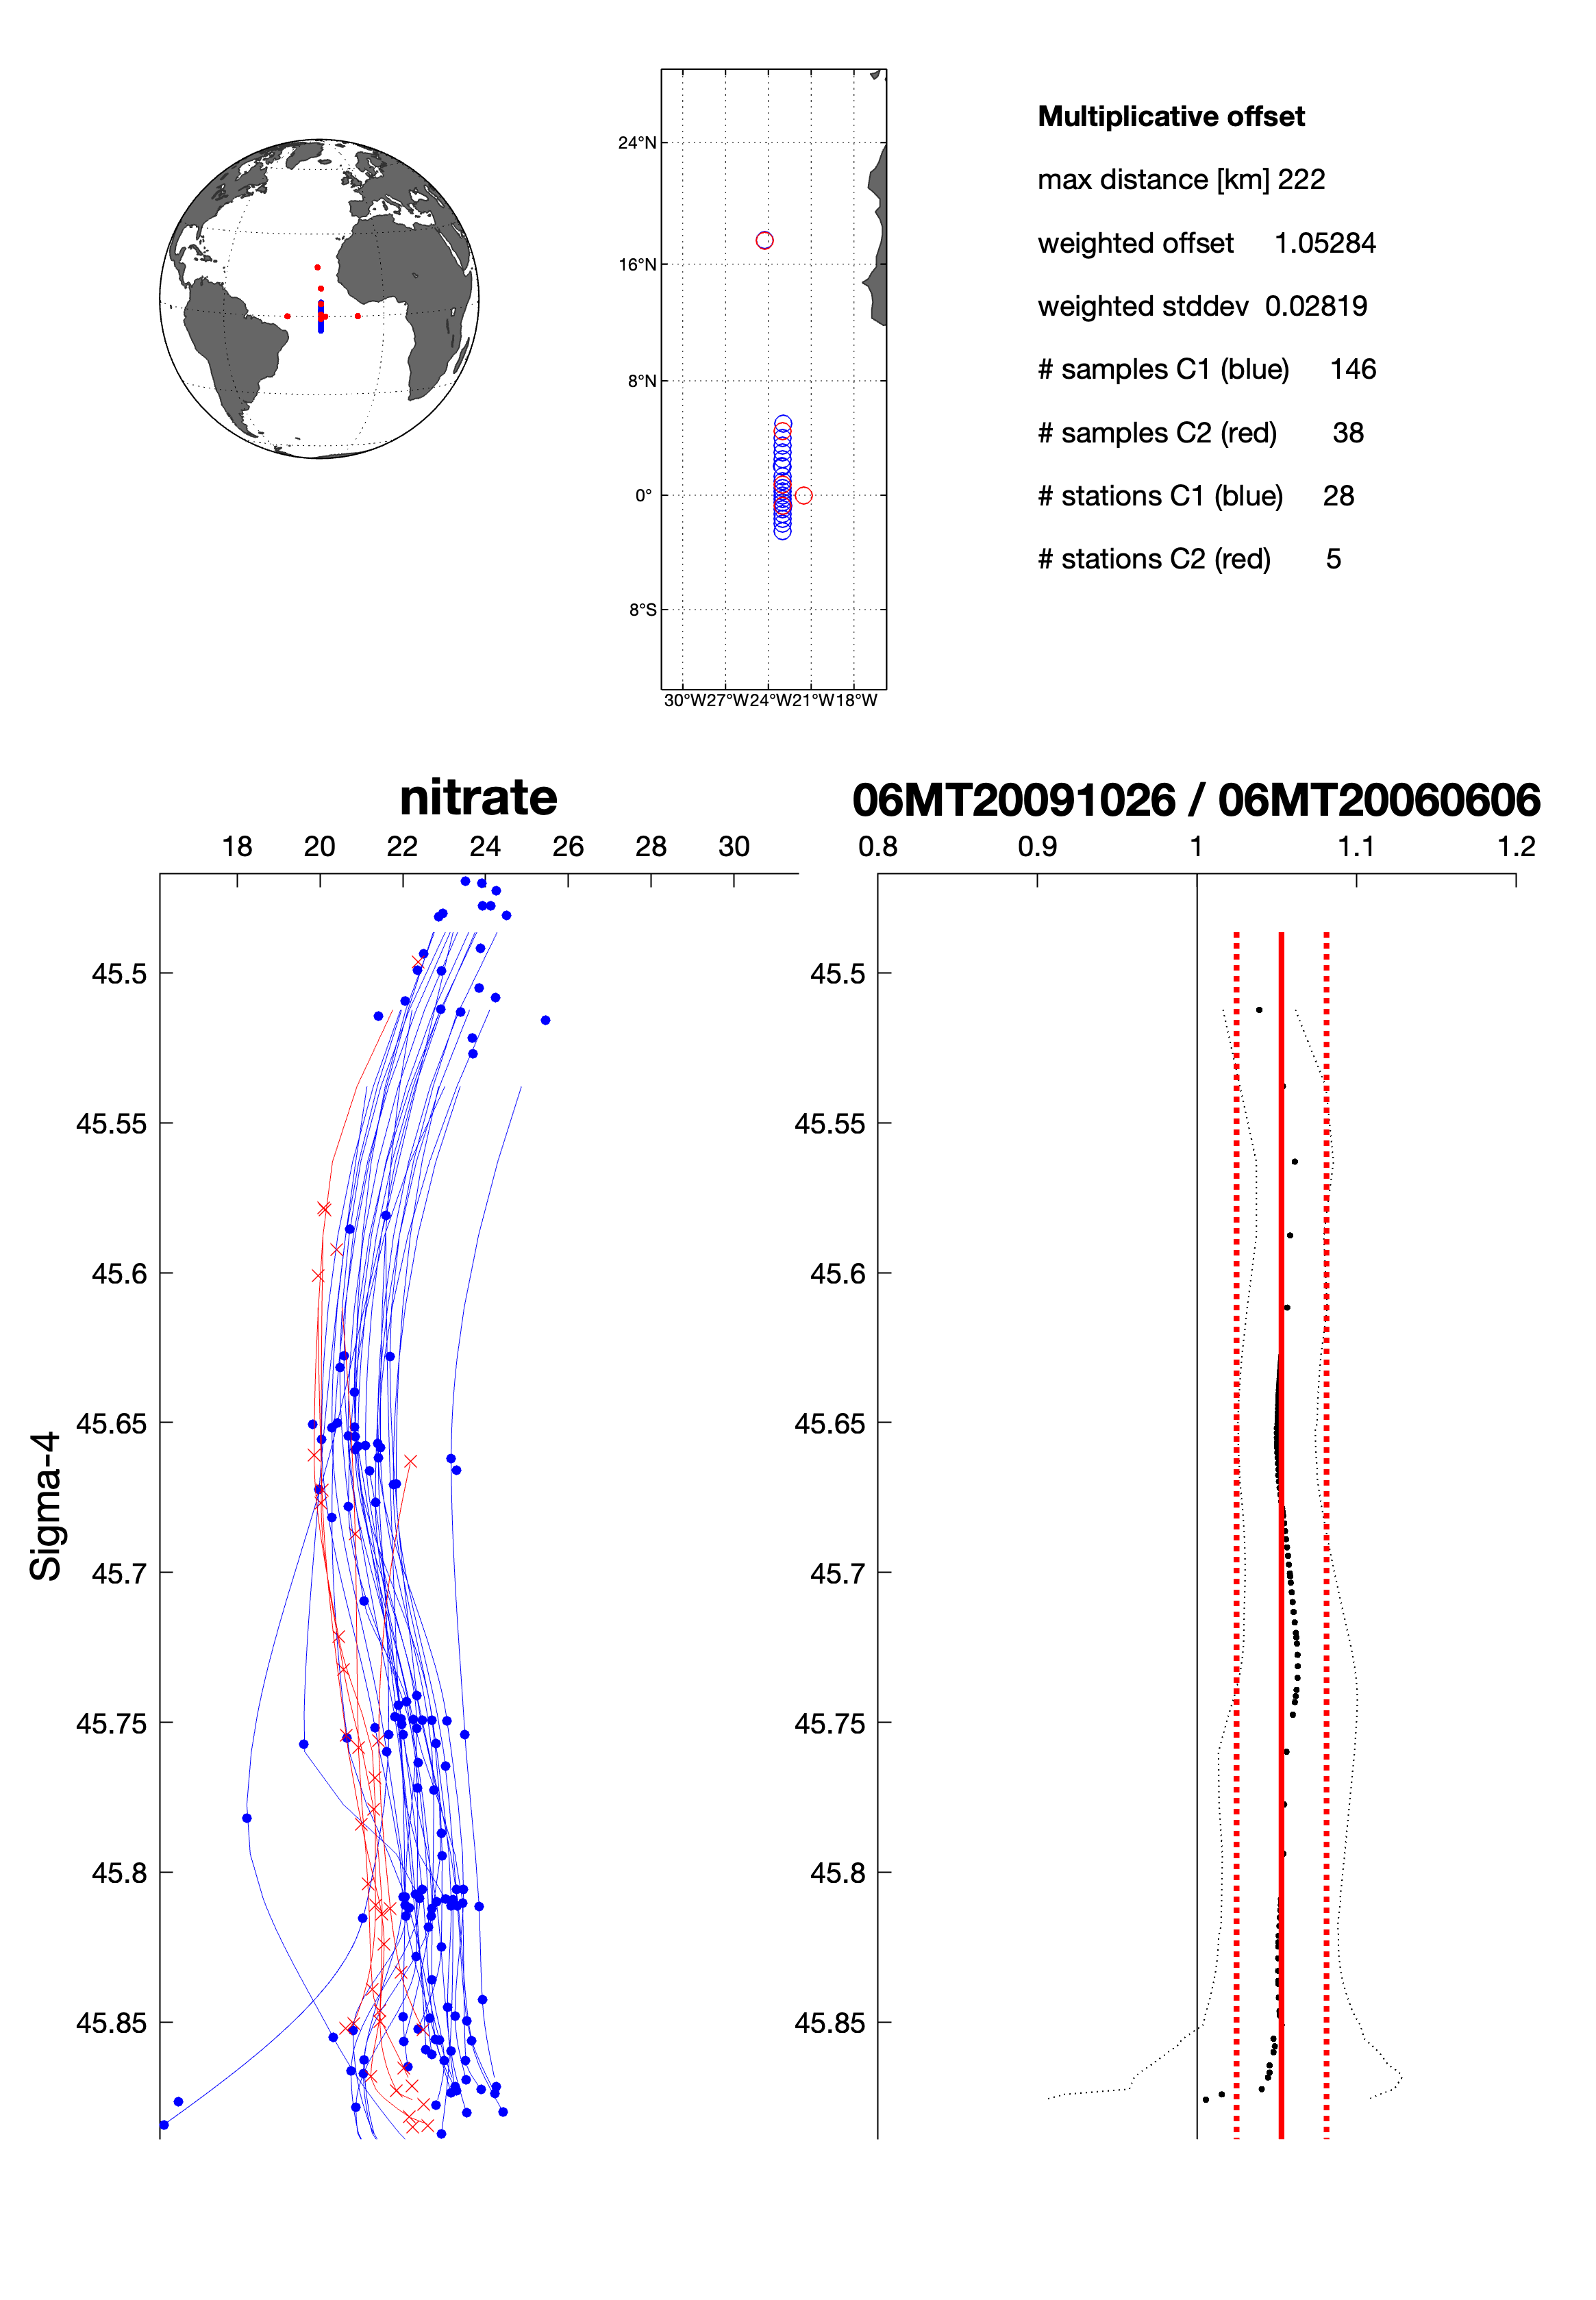 Multiplicative offset
max distance [km] 222
weighted offset 1.05284
weighted stddev 0.02819
# samples C1 (blue) 146
# samples C2 (red) 38
# stations C1 (blue) 28
# stations C2 (red) 5
24°N
16°N
8°N
0°
8°S
30°W27°W24°W21°W18°W
nitrate
18 20 22 24 26 28 30
45.5
45.55
45.6
45.65
45.7
45.75
45.8
45.85
Sigma-4
06MT20091026 / 06MT20060606
0.8 0.9 1 1.1 1.2
45.5
45.55
45.6
45.65
45.7
45.75
45.8
45.85